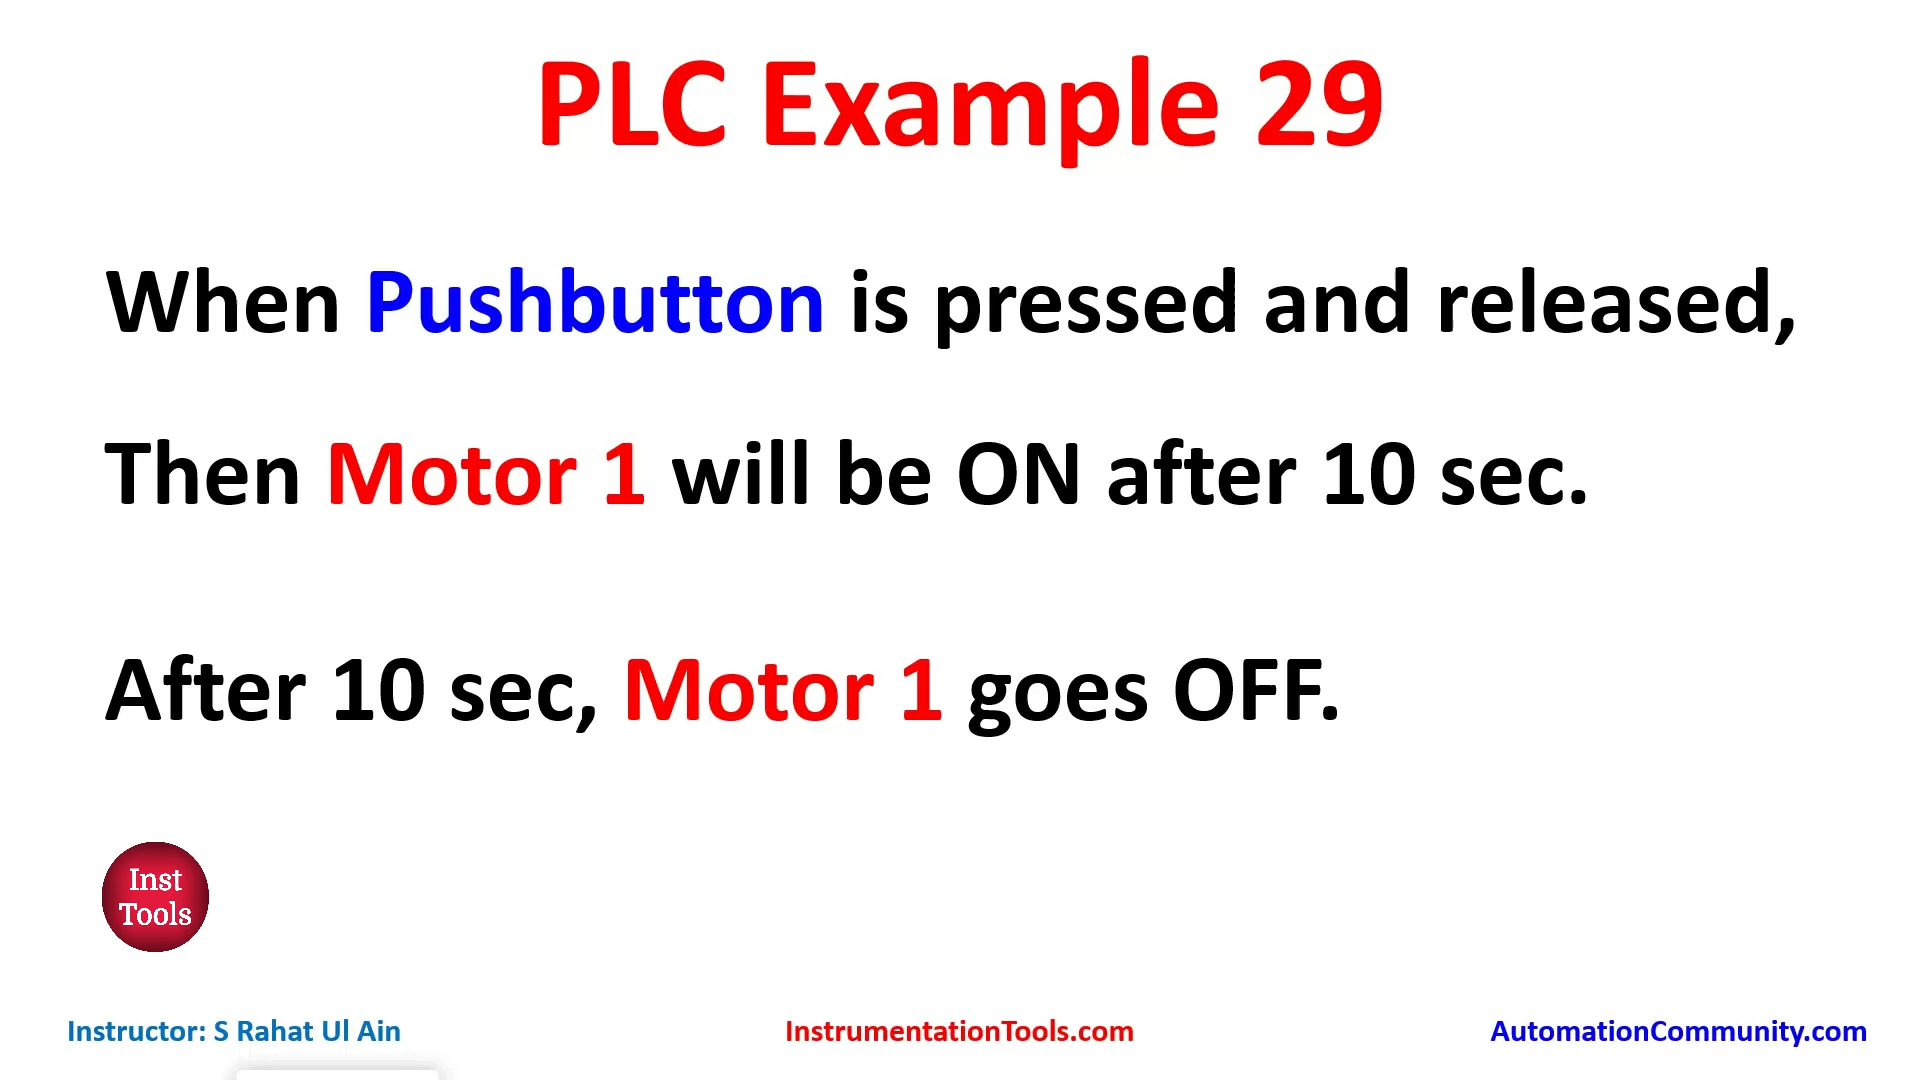 PLC Example 29
When Pushbutton is pressed and released,
Then Motor 1 will be ON after 10 sec.
After 10 sec, Motor 1 goes OFF.
Inst
Tools
Instructor: S Rahat Ul Ain
InstrumentationTools.com
AutomationCommunity.com